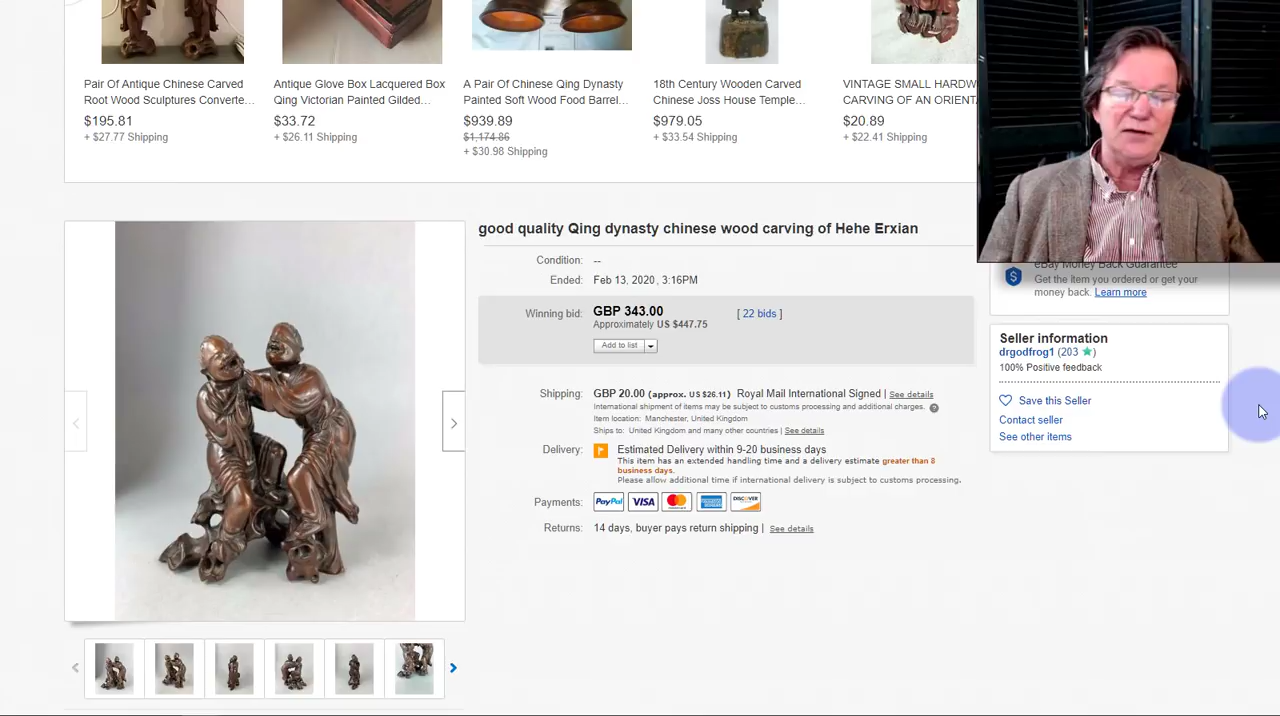 Pair Of Antique Chinese Carved
Root Wood Sculptures Converte...
$195.81
+ $27.77 Shipping
Antique Glove Box Lacquered Box
Qing Victorian Painted Gilded...
$33.72
+ $26.11 Shipping
A Pair Of Chinese Qing Dynasty
Painted Soft Wood Food Barrel...
$939.89
$1,174.86
+ $30.98 Shipping
18th Century Wooden Carved
Chinese Joss House Temple...
$979.05
+ $33.54 Shipping
VINTAGE SMALL HARDW
CARVING OF AN ORIENT
$20.89
+ $22.41 Shipping
good quality Qing dynasty chinese wood carving of Hehe Erxian
Condition: --
Ended: Feb 13, 2020 , 3:16PM
Winning bid: GBP 343.00 [ 22 bids ]
Approximately US $447.75
Add to list
Shipping: GBP 20.00 (approx. US $26.11) Royal Mail International Signed | See details
International shipment of items may be subject to customs processing and additional charges. ?
Item location: Manchester, United Kingdom
Ships to: United Kingdom and many other countries | See details
Delivery: Estimated Delivery within 9-20 business days
This item has an extended handling time and a delivery estimate greater than 8
business days.
Please allow additional time if international delivery is subject to customs processing.
Payments: PayPal VISA MasterCard AMERICAN EXPRESS DISCOVER
Returns: 14 days, buyer pays return shipping | See details
eBay Money Back Guarantee
Get the item you ordered or get your
money back. Learn more
Seller information
drgodfrog1 (203 ★)
100% Positive feedback
Save this Seller
Contact seller
See other items